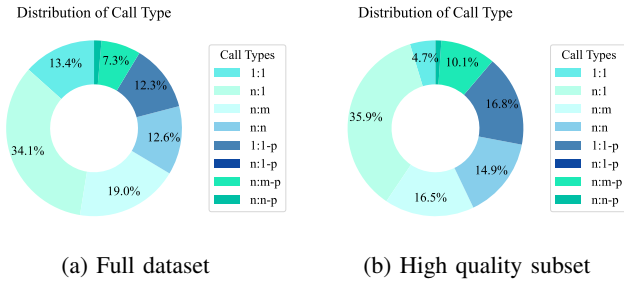 Distribution of Call Type
13.4%
7.3%
12.3%
12.6%
19.0%
34.1%
Call Types
1:1
n:1
n:m
n:n
1:1-p
n:1-p
n:m-p
n:n-p
(a) Full dataset
Distribution of Call Type
4.7%
10.1%
16.8%
14.9%
16.5%
35.9%
Call Types
1:1
n:1
n:m
n:n
1:1-p
n:1-p
n:m-p
n:n-p
(b) High quality subset